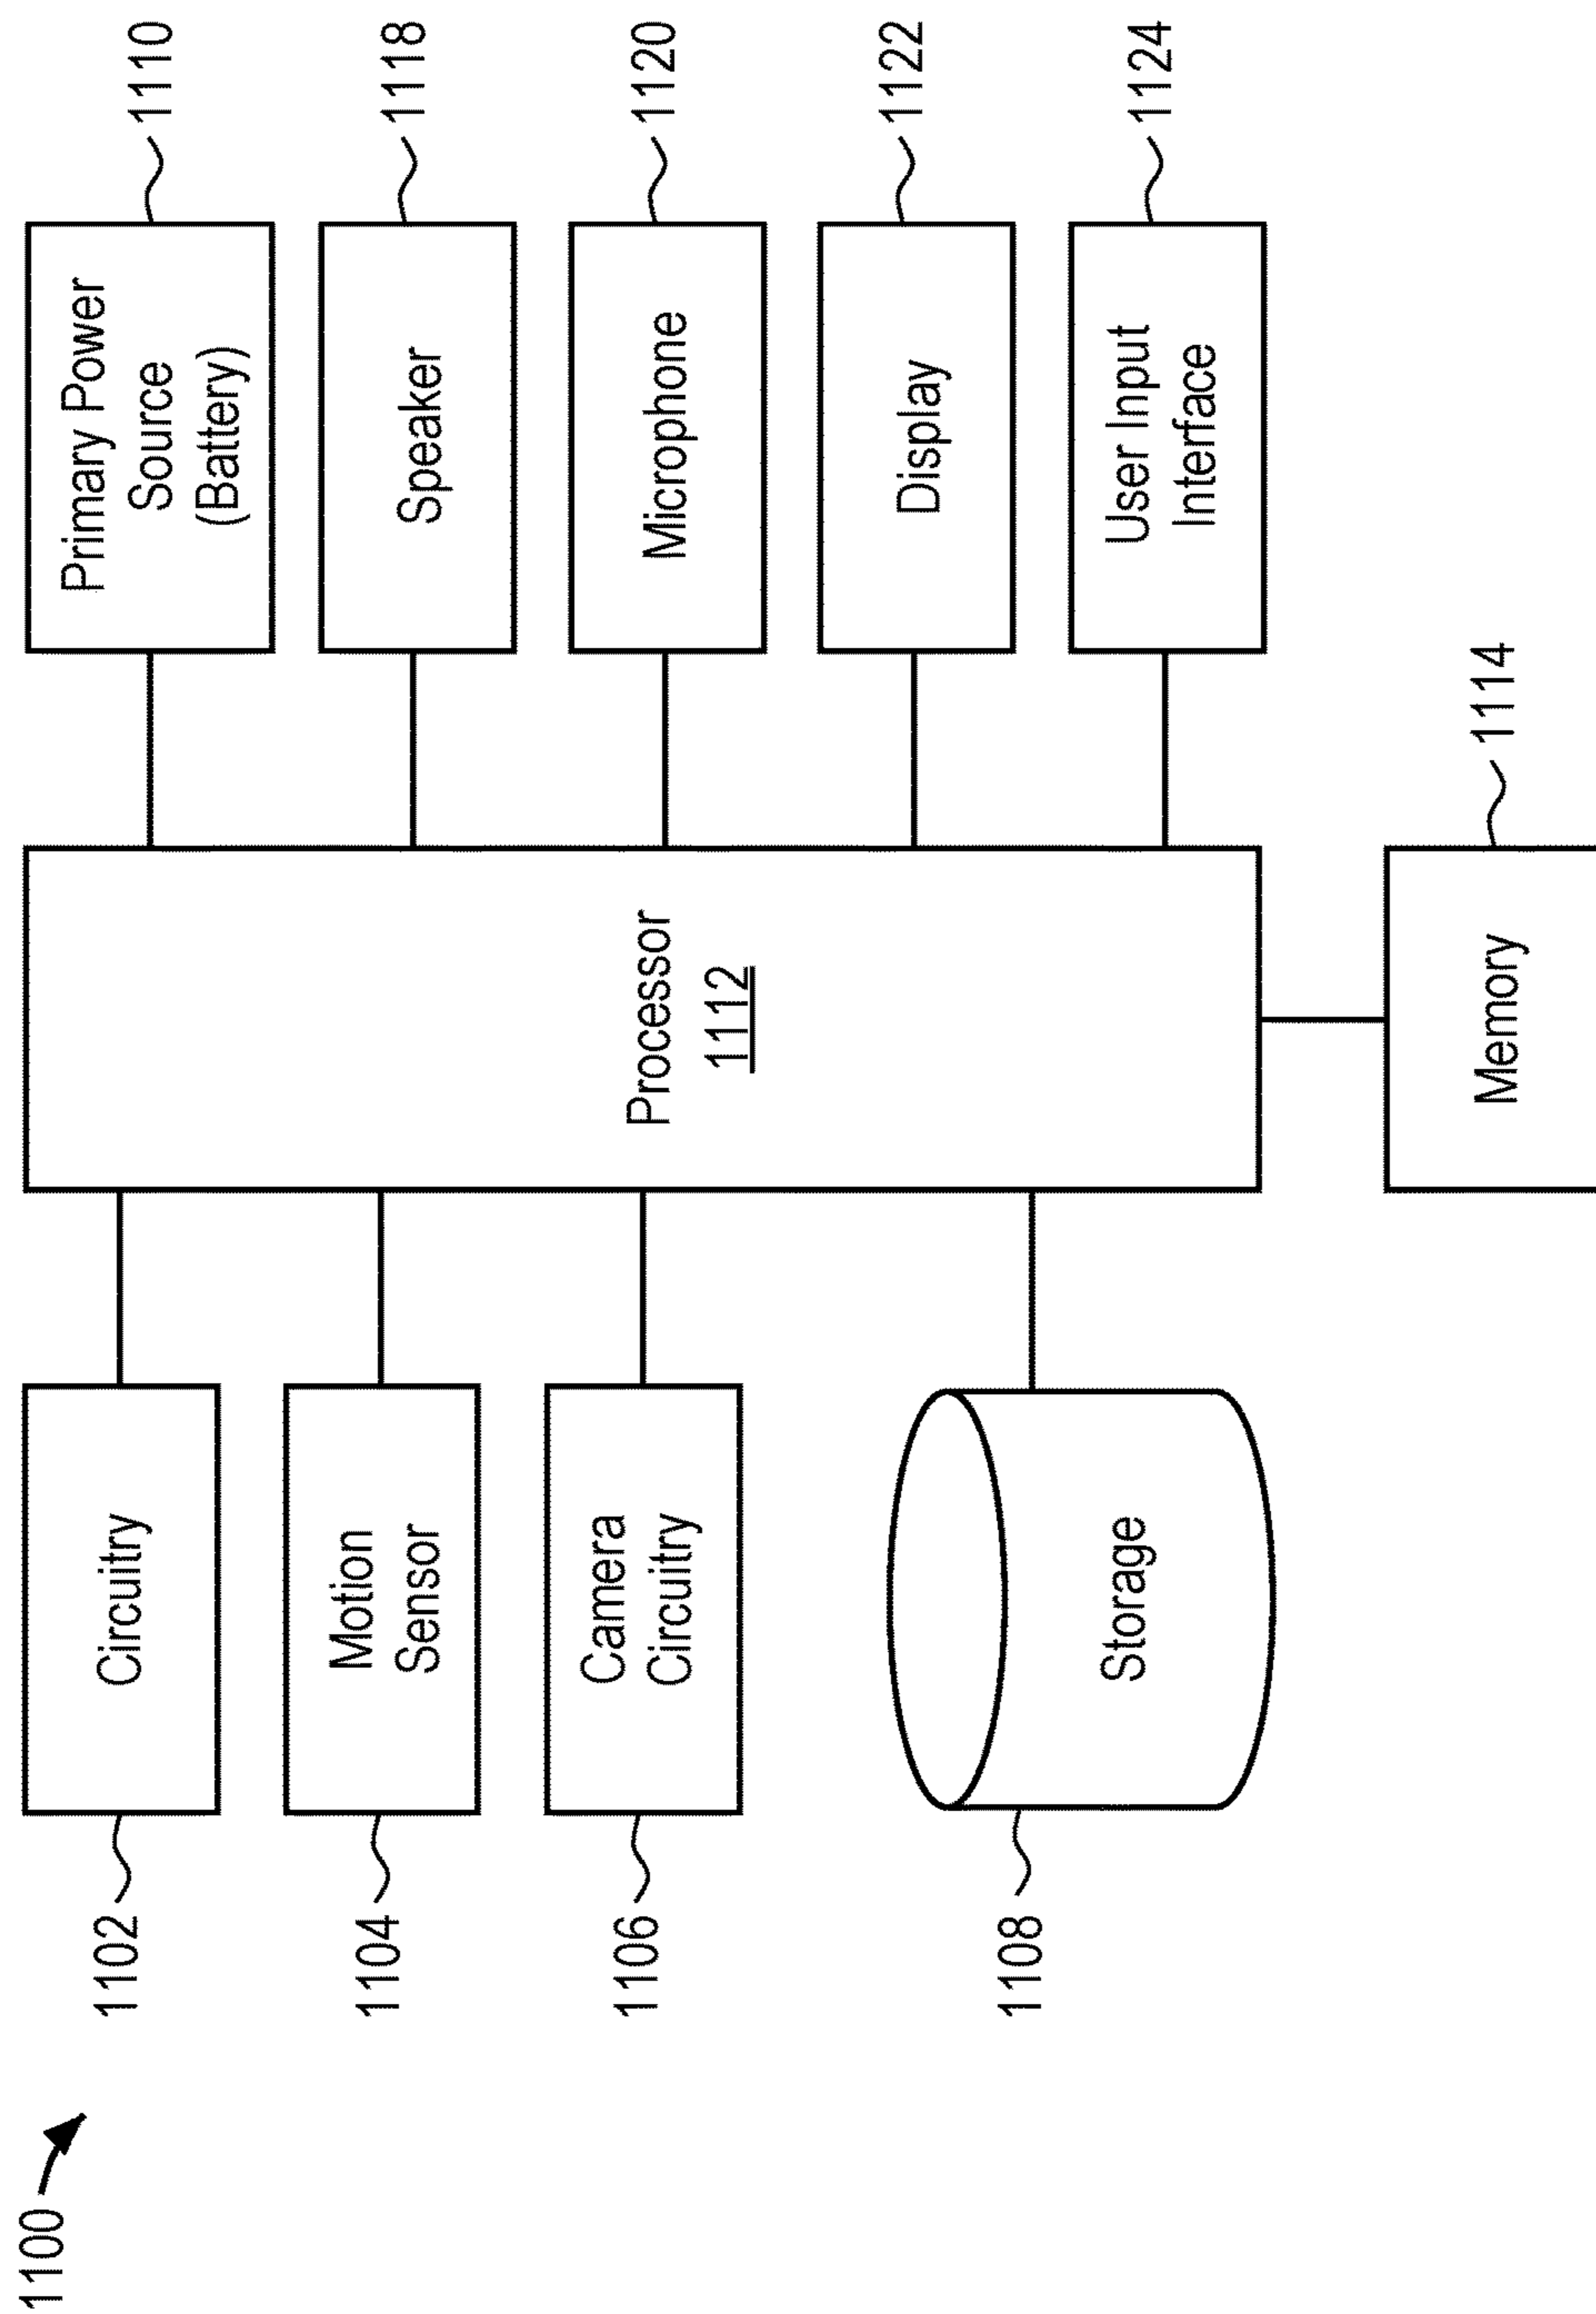 1100
1102
Circuitry
1104
Motion
Sensor
1106
Camera
Circuitry
1108
Storage
Processor
1112
Primary Power
Source
(Battery)
1110
Speaker
1118
Microphone
1120
Display
1122
User Input
Interface
1124
Memory
1114